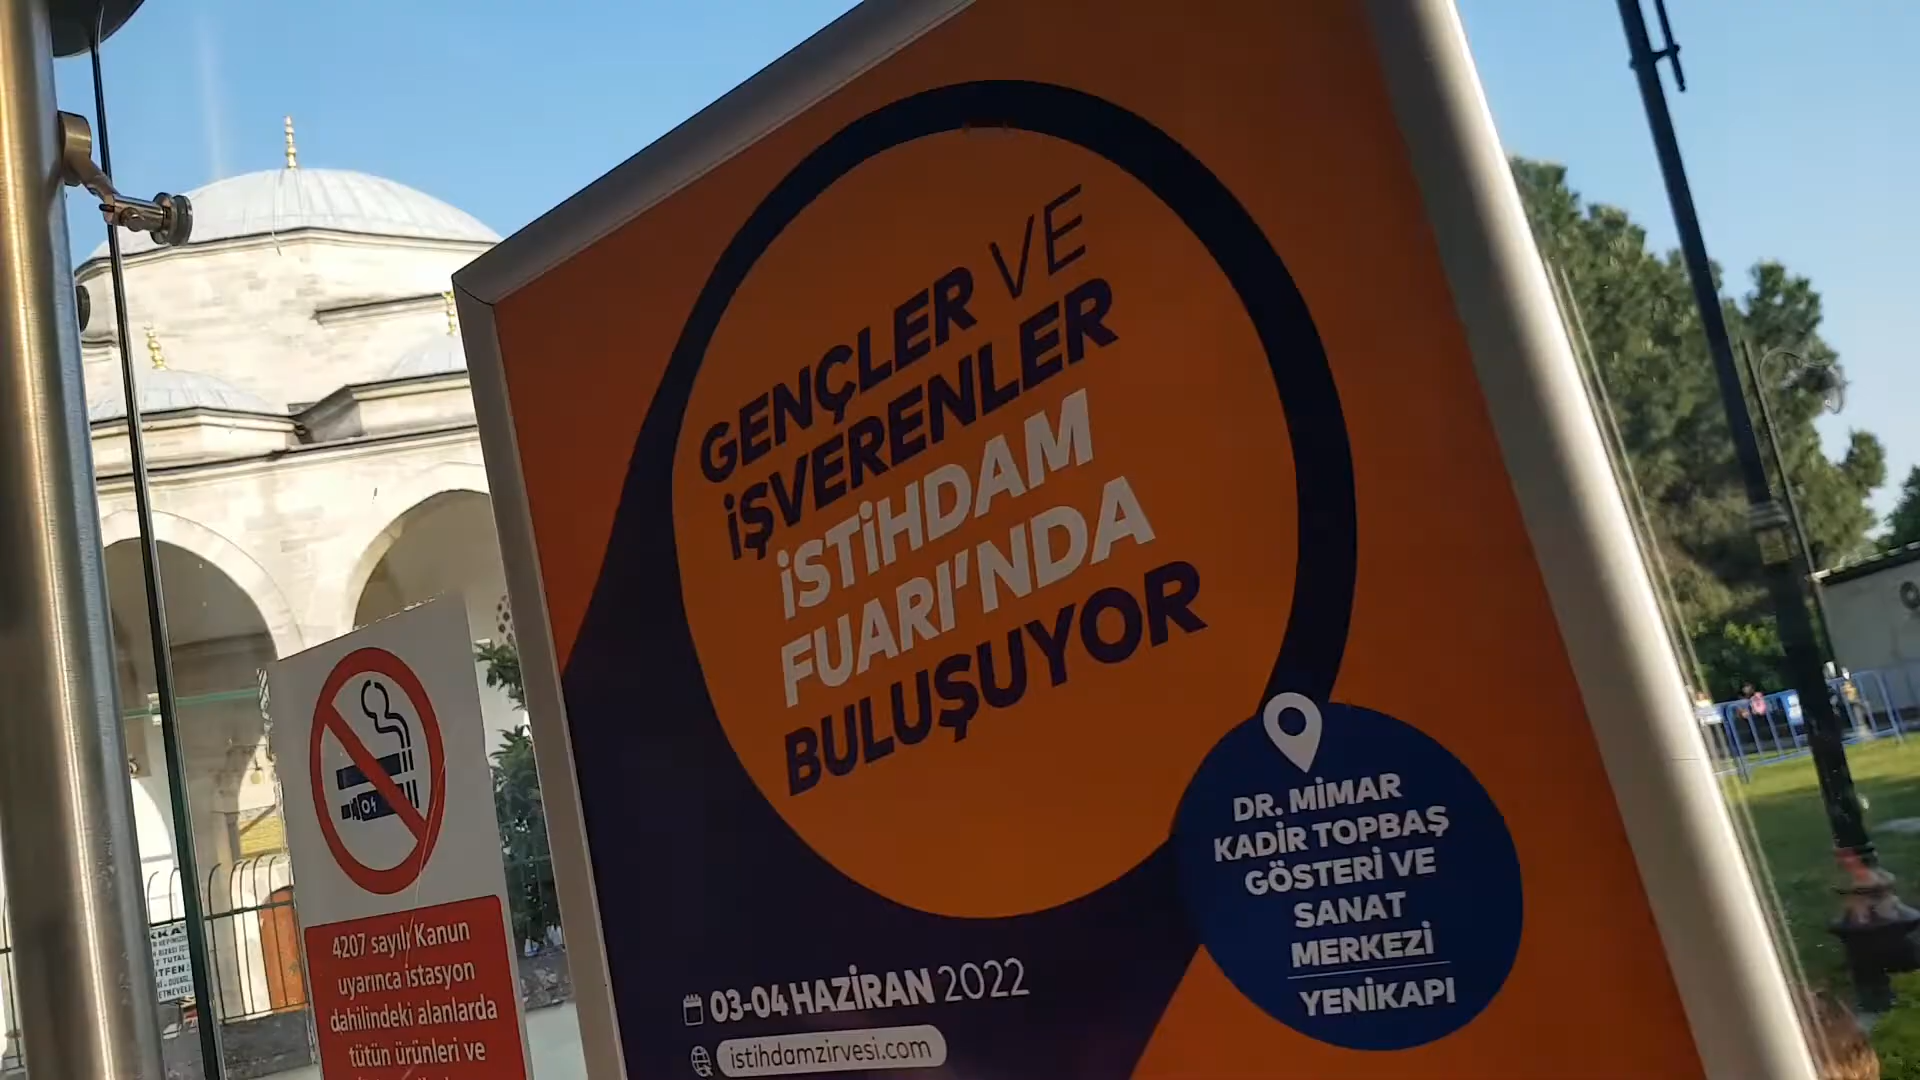 GENÇLER VE
İŞVERENLER
İSTİHDAM
FUARI'NDA
BULUŞUYOR
DR. MİMAR
KADİR TOPBAŞ
GÖSTERİ VE
SANAT
MERKEZİ
YENİKAPI
03-04 HAZİRAN 2022
istihdamzirvesi.com
4207 sayılı Kanun
uyarınca istasyon
dahilindeki alanlarda
tütün ürünleri ve